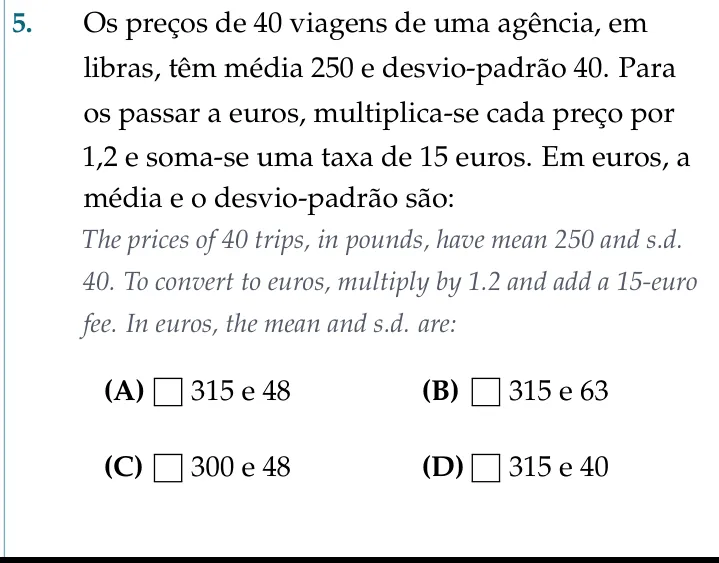 5. Os preços de 40 viagens de uma agência, em
libras, têm média 250 e desvio-padrão 40. Para
os passar a euros, multiplica-se cada preço por
1,2 e soma-se uma taxa de 15 euros. Em euros, a
média e o desvio-padrão são:
The prices of 40 trips, in pounds, have mean 250 and s.d.
40. To convert to euros, multiply by 1.2 and add a 15-euro
fee. In euros, the mean and s.d. are:
(A) 315 e 48 (B) 315 e 63
(C) 300 e 48 (D) 315 e 40